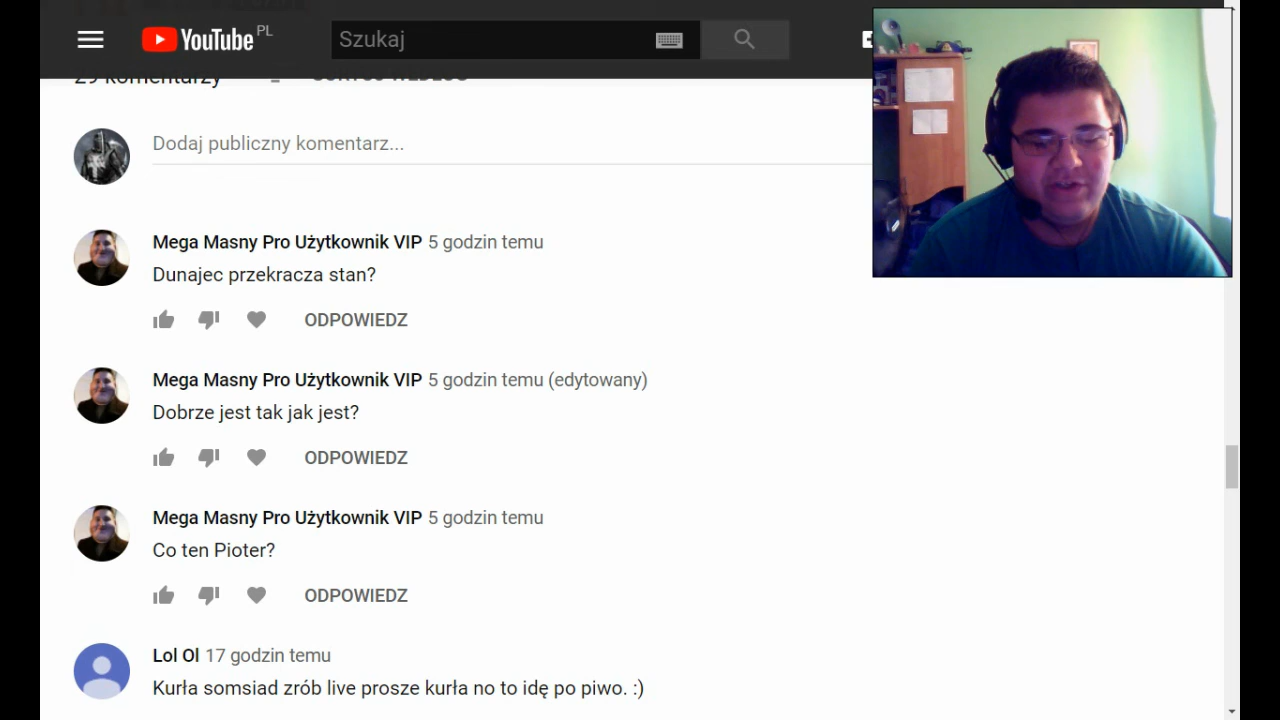 YouTube PL
Szukaj
29 komentarzy
SORTUJ WEDŁUG
Dodaj publiczny komentarz...
Mega Masny Pro Użytkownik VIP 5 godzin temu
Dunajec przekracza stan?
ODPOWIEDZ
Mega Masny Pro Użytkownik VIP 5 godzin temu (edytowany)
Dobrze jest tak jak jest?
ODPOWIEDZ
Mega Masny Pro Użytkownik VIP 5 godzin temu
Co ten Pioter?
ODPOWIEDZ
Lol Ol 17 godzin temu
Kurła somsiad zrób live prosze kurła no to idę po piwo. :)